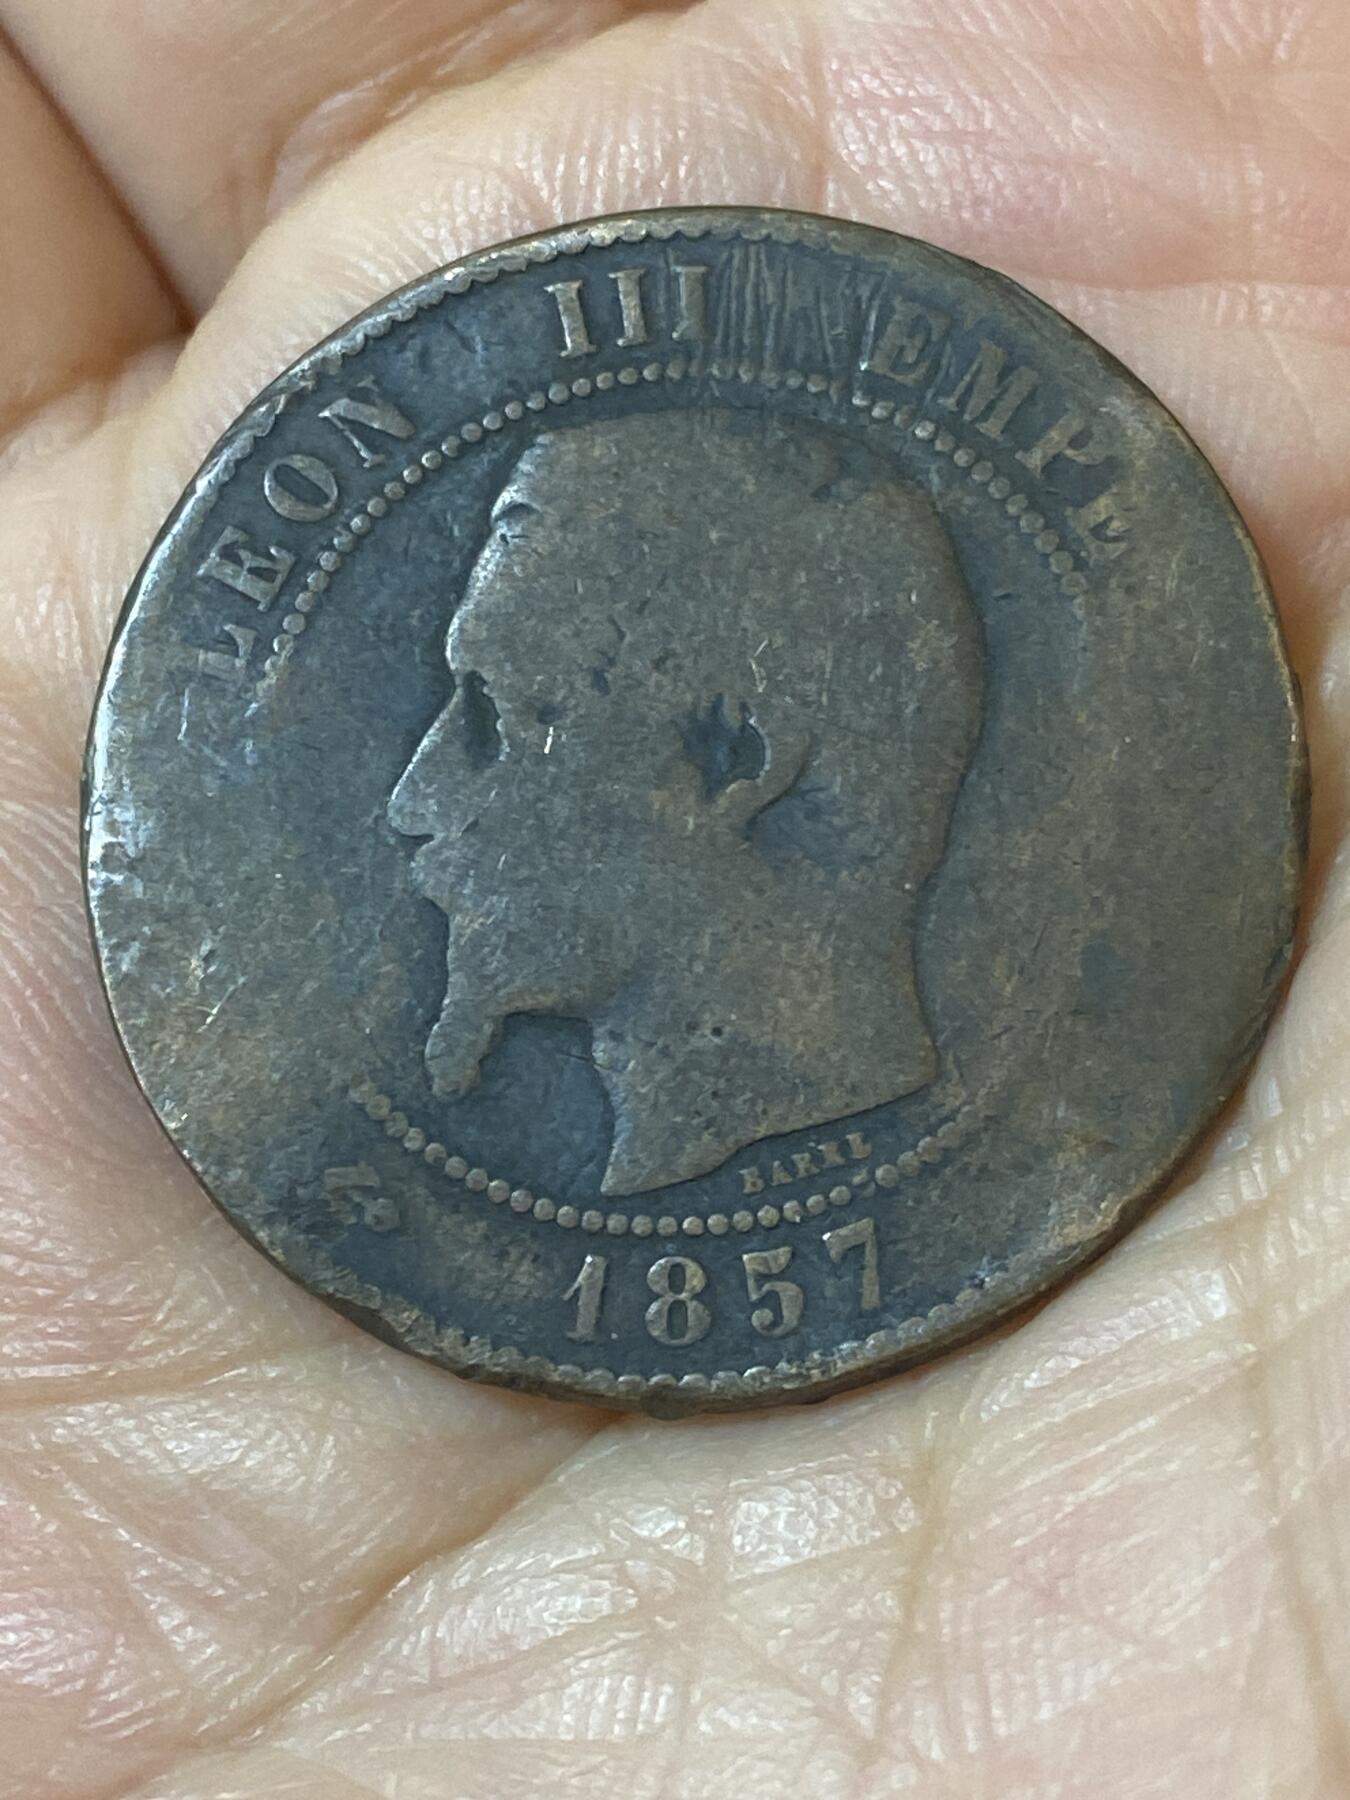 LEON III EMPE
BARRE
1857